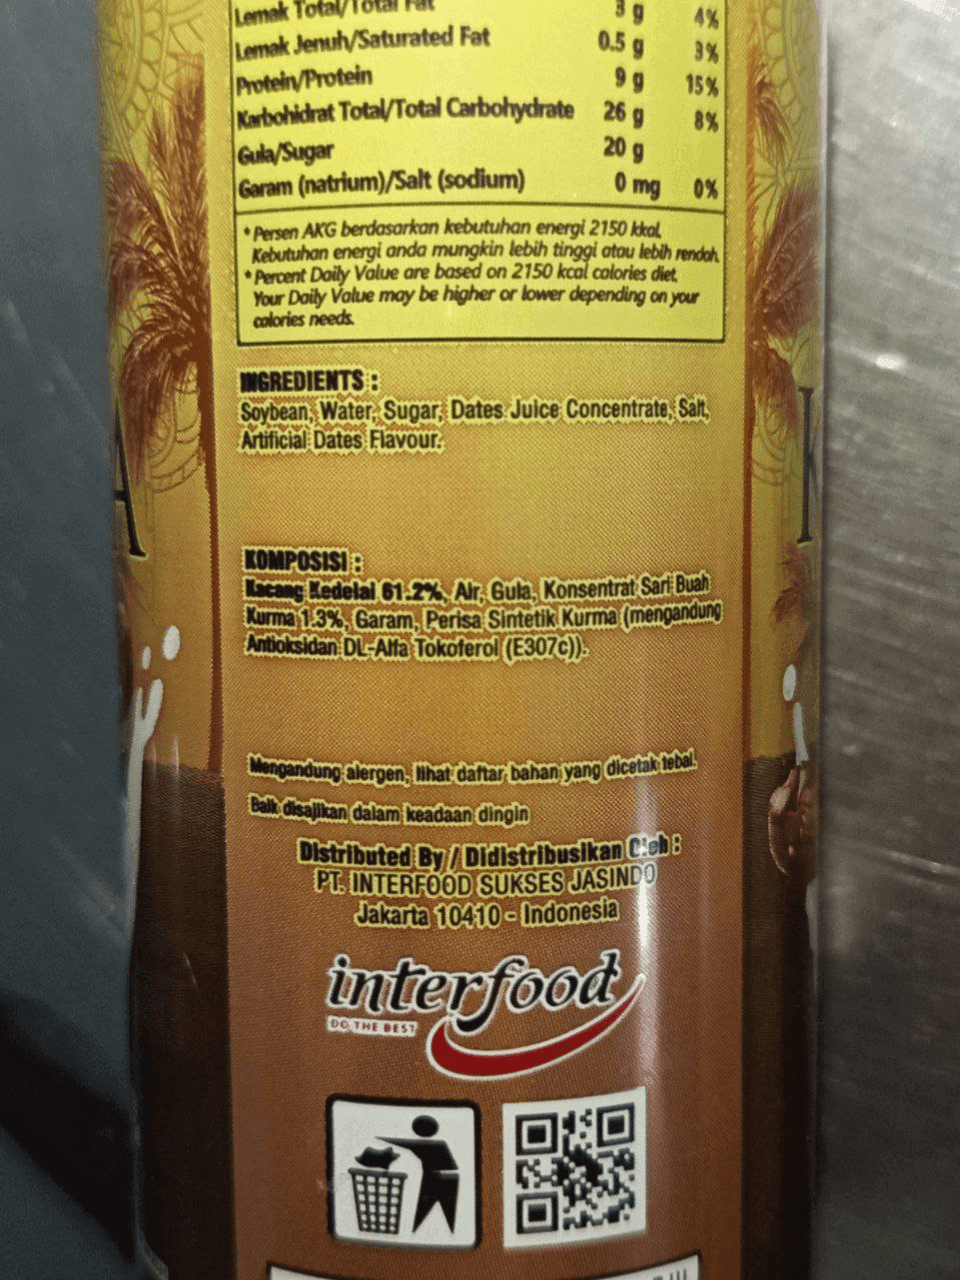 Lemak Total/Total Fat 3 g 4%
Lemak Jenuh/Saturated Fat 0.5 g 3%
Protein/Protein 9 g 15%
Karbohidrat Total/Total Carbohydrate 26 g 8%
Gula/Sugar 20 g
Garam (natrium)/Salt (sodium) 0 mg 0%
* Persen AKG berdasarkan kebutuhan energi 2150 kkal.
Kebutuhan energi anda mungkin lebih tinggi atau lebih rendah.
* Percent Daily Value are based on 2150 kcal calories diet.
Your Daily Value may be higher or lower depending on your
calories needs.
INGREDIENTS :
Soybean, Water, Sugar, Dates Juice Concentrate, Salt,
Artificial Dates Flavour.
KOMPOSISI :
Kacang Kedelai 61.2%, Air, Gula, Konsentrat Sari Buah
Kurma 1.3%, Garam, Perisa Sintetik Kurma (mengandung
Antioksidan DL-Alfa Tokoferol (E307c)).
Mengandung alergen, lihat daftar bahan yang dicetak tebal.
Baik disajikan dalam keadaan dingin
Distributed By / Didistribusikan Oleh :
PT. INTERFOOD SUKSES JASINDO
Jakarta 10410 - Indonesia
interfood
DO THE BEST